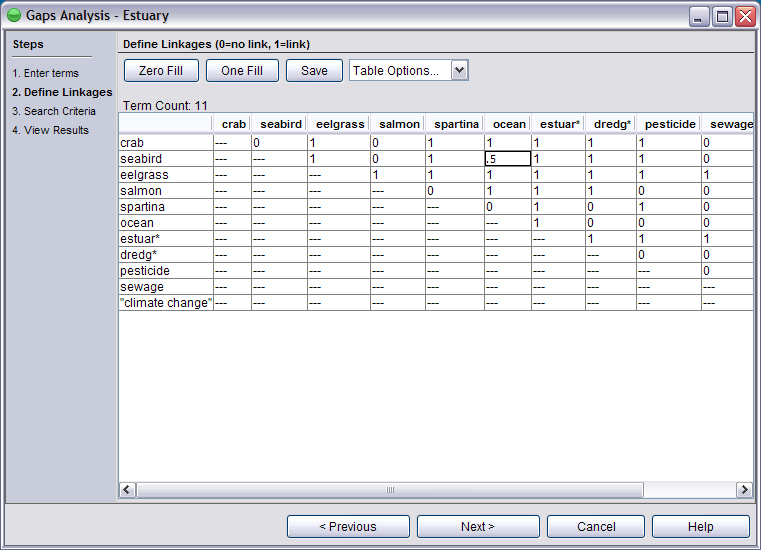 Gaps Analysis - Estuary
Steps
1. Enter terms
2. Define Linkages
3. Search Criteria
4. View Results
Define Linkages (0=no link, 1=link)
Zero Fill One Fill Save Table Options...
Term Count: 11
crab seabird eelgrass salmon spartina ocean estuar* dredg* pesticide sewage
crab --- 0 1 0 1 1 1 1 1 0
seabird --- --- 1 0 1 .5 1 1 1 0
eelgrass --- --- --- 1 1 1 1 1 1 1
salmon --- --- --- --- 0 1 1 1 0 0
spartina --- --- --- --- --- 0 1 0 1 0
ocean --- --- --- --- --- --- 1 0 0 0
estuar* --- --- --- --- --- --- --- 1 1 1
dredg* --- --- --- --- --- --- --- --- 0 0
pesticide --- --- --- --- --- --- --- --- --- 0
sewage --- --- --- --- --- --- --- --- --- ---
"climate change" --- --- --- --- --- --- --- --- --- ---
< Previous Next > Cancel Help